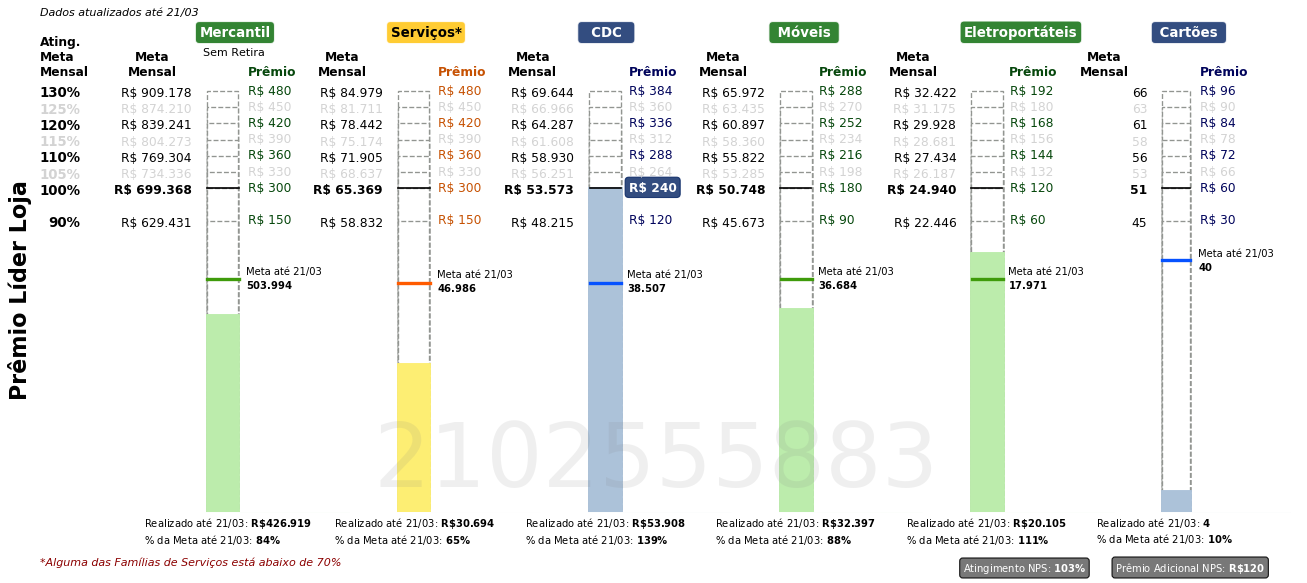 Dados atualizados até 21/03
Mercantil Serviços* CDC Móveis Eletroportáteis Cartões
Sem Retira
Ating. Meta Mensal
Meta Mensal Prêmio Meta Mensal Prêmio Meta Mensal Prêmio Meta Mensal Prêmio Meta Mensal Prêmio Meta Mensal Prêmio
130% R$ 909.178 R$ 480 R$ 84.979 R$ 480 R$ 69.644 R$ 384 R$ 65.972 R$ 288 R$ 32.422 R$ 192 66 R$ 96
125% R$ 874.210 R$ 450 R$ 81.711 R$ 450 R$ 66.966 R$ 360 R$ 63.435 R$ 270 R$ 31.175 R$ 180 63 R$ 90
120% R$ 839.241 R$ 420 R$ 78.442 R$ 420 R$ 64.287 R$ 336 R$ 60.897 R$ 252 R$ 29.928 R$ 168 61 R$ 84
115% R$ 804.273 R$ 390 R$ 75.174 R$ 390 R$ 61.608 R$ 312 R$ 58.360 R$ 234 R$ 28.681 R$ 156 58 R$ 78
110% R$ 769.304 R$ 360 R$ 71.905 R$ 360 R$ 58.930 R$ 288 R$ 55.822 R$ 216 R$ 27.434 R$ 144 56 R$ 72
105% R$ 734.336 R$ 330 R$ 68.637 R$ 330 R$ 56.251 R$ 264 R$ 53.285 R$ 198 R$ 26.187 R$ 132 53 R$ 66
100% R$ 699.368 R$ 300 R$ 65.369 R$ 300 R$ 53.573 R$ 240 R$ 50.748 R$ 180 R$ 24.940 R$ 120 51 R$ 60
90% R$ 629.431 R$ 150 R$ 58.832 R$ 150 R$ 48.215 R$ 120 R$ 45.673 R$ 90 R$ 22.446 R$ 60 45 R$ 30
Prêmio Líder Loja
Meta até 21/03 Meta até 21/03 Meta até 21/03 Meta até 21/03 Meta até 21/03 Meta até 21/03
503.994 46.986 38.507 36.684 17.971 40
2102555883
Realizado até 21/03: R$426.919 Realizado até 21/03: R$30.694 Realizado até 21/03: R$53.908 Realizado até 21/03: R$32.397 Realizado até 21/03: R$20.105 Realizado até 21/03: 4
% da Meta até 21/03: 84% % da Meta até 21/03: 65% % da Meta até 21/03: 139% % da Meta até 21/03: 88% % da Meta até 21/03: 111% % da Meta até 21/03: 10%
*Alguma das Famílias de Serviços está abaixo de 70%
Atingimento NPS: 103% Prêmio Adicional NPS: R$120